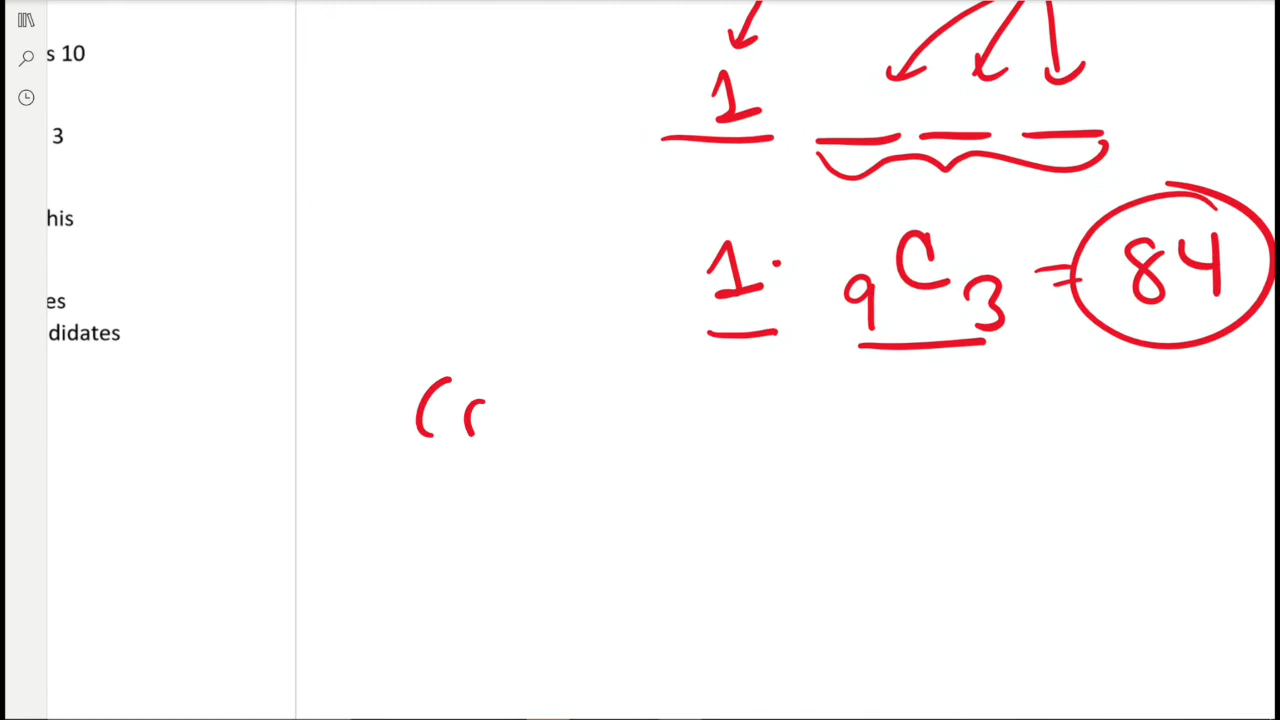 s 10
1
3
his
1 · 9C3 = 84
es
didates
(c